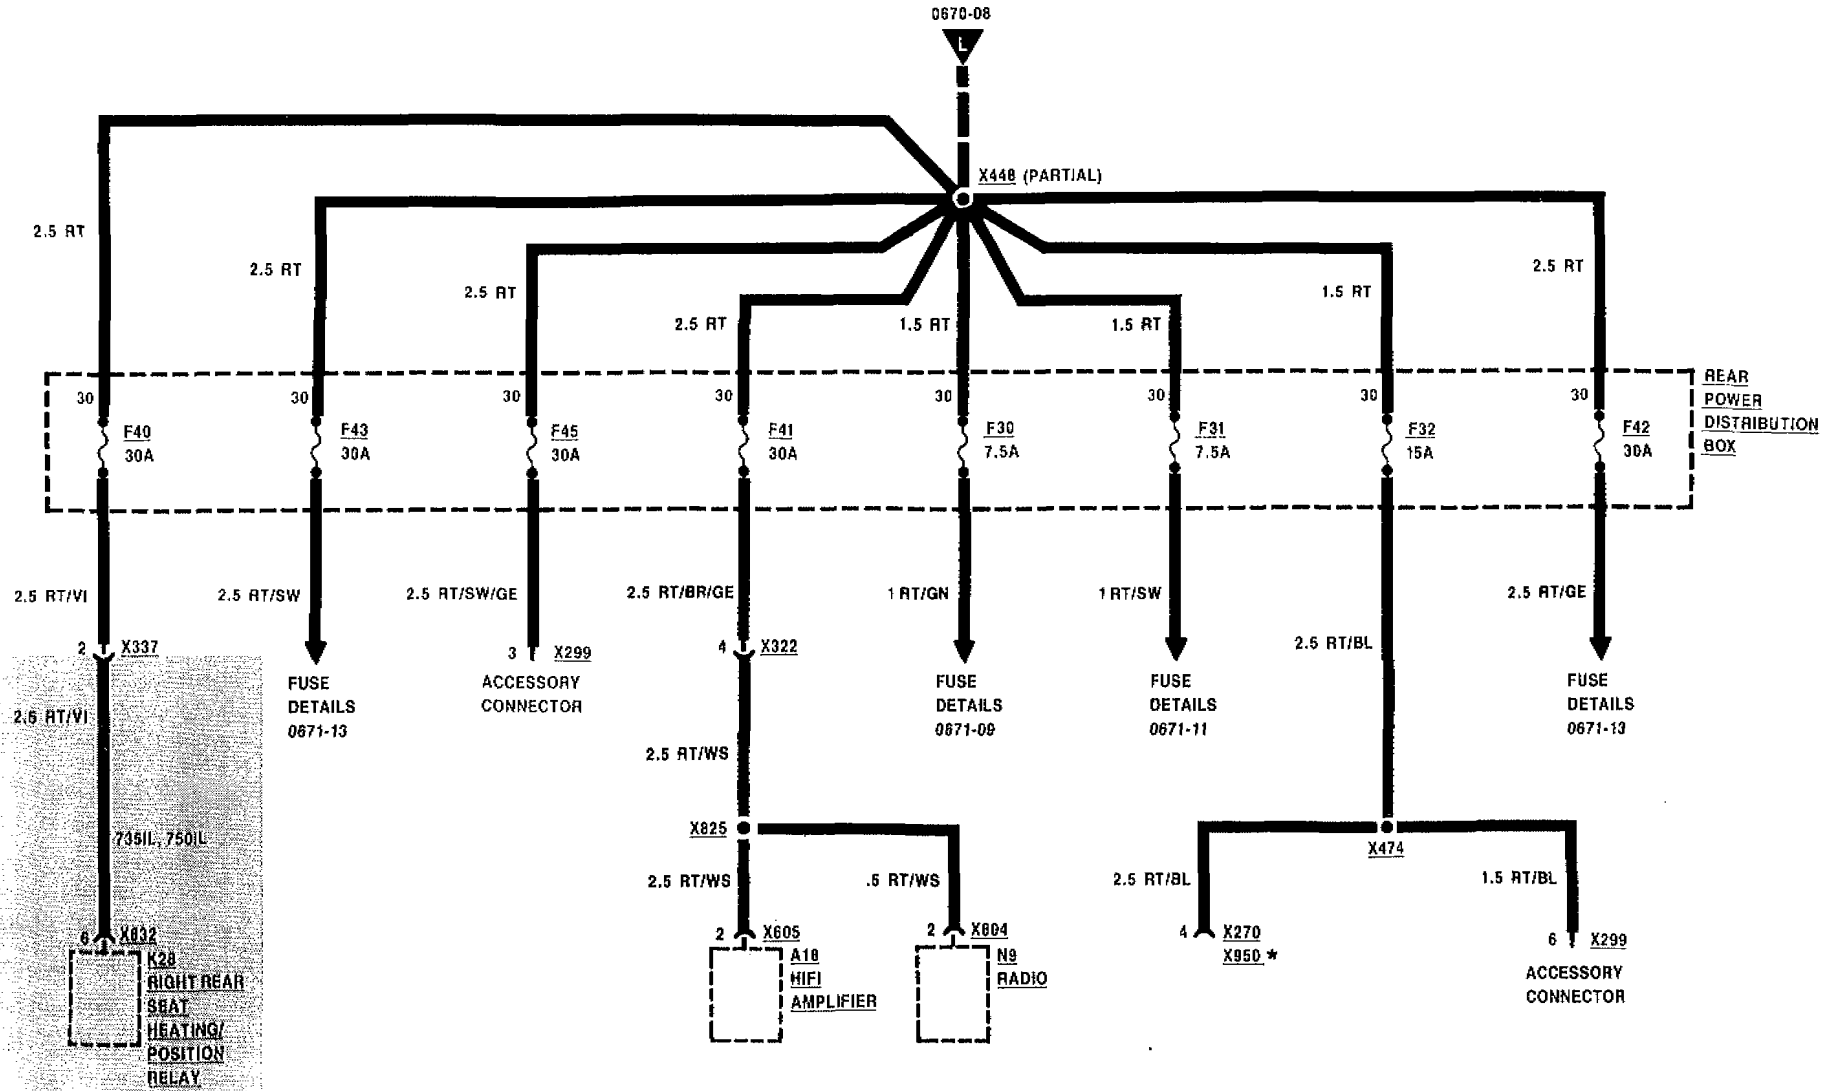 0670-08
L
X448 (PARTIAL)
2.5 RT
2.5 RT
2.5 RT
2.5 RT
1.5 RT
1.5 RT
1.5 RT
2.5 RT
30
30
30
30
30
30
30
30
REAR
POWER
DISTRIBUTION
BOX
F40
30A
F43
30A
F45
30A
F41
30A
F30
7.5A
F31
7.5A
F32
15A
F42
30A
2.5 RT/VI
2.5 RT/SW
2.5 RT/SW/GE
2.5 RT/BR/GE
1 RT/GN
1 RT/SW
2.5 RT/BL
2.5 RT/GE
2 X337
3 X299
ACCESSORY
CONNECTOR
4 X322
FUSE
DETAILS
0671-13
FUSE
DETAILS
0671-09
FUSE
DETAILS
0671-11
FUSE
DETAILS
0671-13
2.5 RT/VI
2.5 RT/WS
735IL, 750IL
X825
X474
2.5 RT/WS
.5 RT/WS
2.5 RT/BL
1.5 RT/BL
6 X632
K28
RIGHT REAR
SEAT
HEATING/
POSITION
RELAY
2 X605
A18
HIFI
AMPLIFIER
2 X604
N9
RADIO
4 X270
X950 *
6 X299
ACCESSORY
CONNECTOR